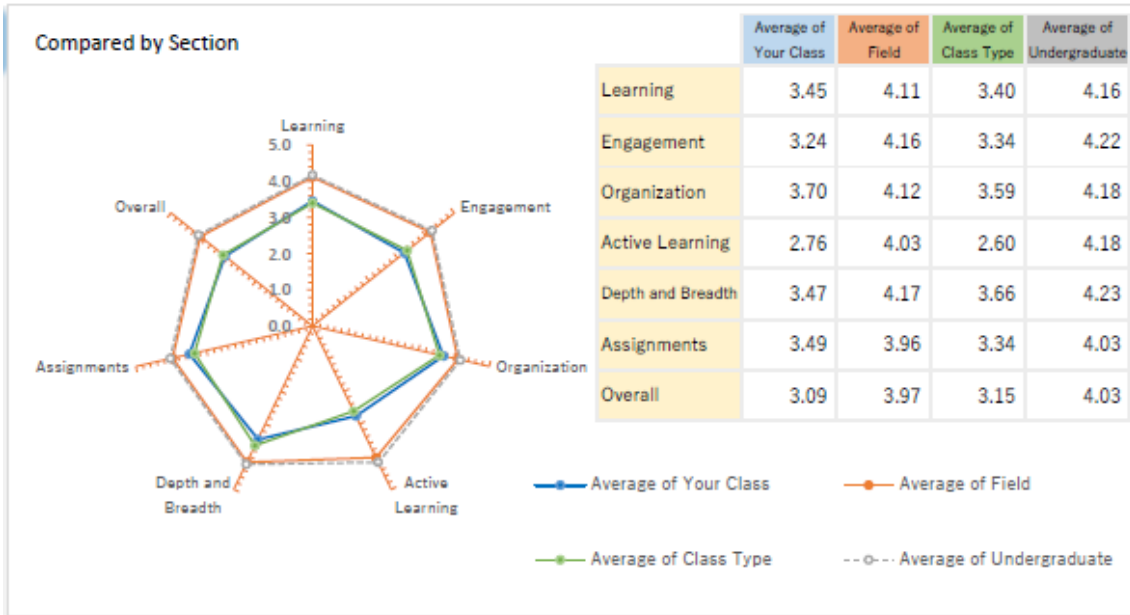 Compared by Section
Average of Your Class
Average of Field
Average of Class Type
Average of Undergraduate
Learning 3.45 4.11 3.40 4.16
Engagement 3.24 4.16 3.34 4.22
Organization 3.70 4.12 3.59 4.18
Active Learning 2.76 4.03 2.60 4.18
Depth and Breadth 3.47 4.17 3.66 4.23
Assignments 3.49 3.96 3.34 4.03
Overall 3.09 3.97 3.15 4.03
Learning
5.0
4.0
3.0
2.0
1.0
0.0
Engagement
Organization
Active
Learning
Depth and
Breadth
Assignments
Overall
Average of Your Class
Average of Field
Average of Class Type
Average of Undergraduate